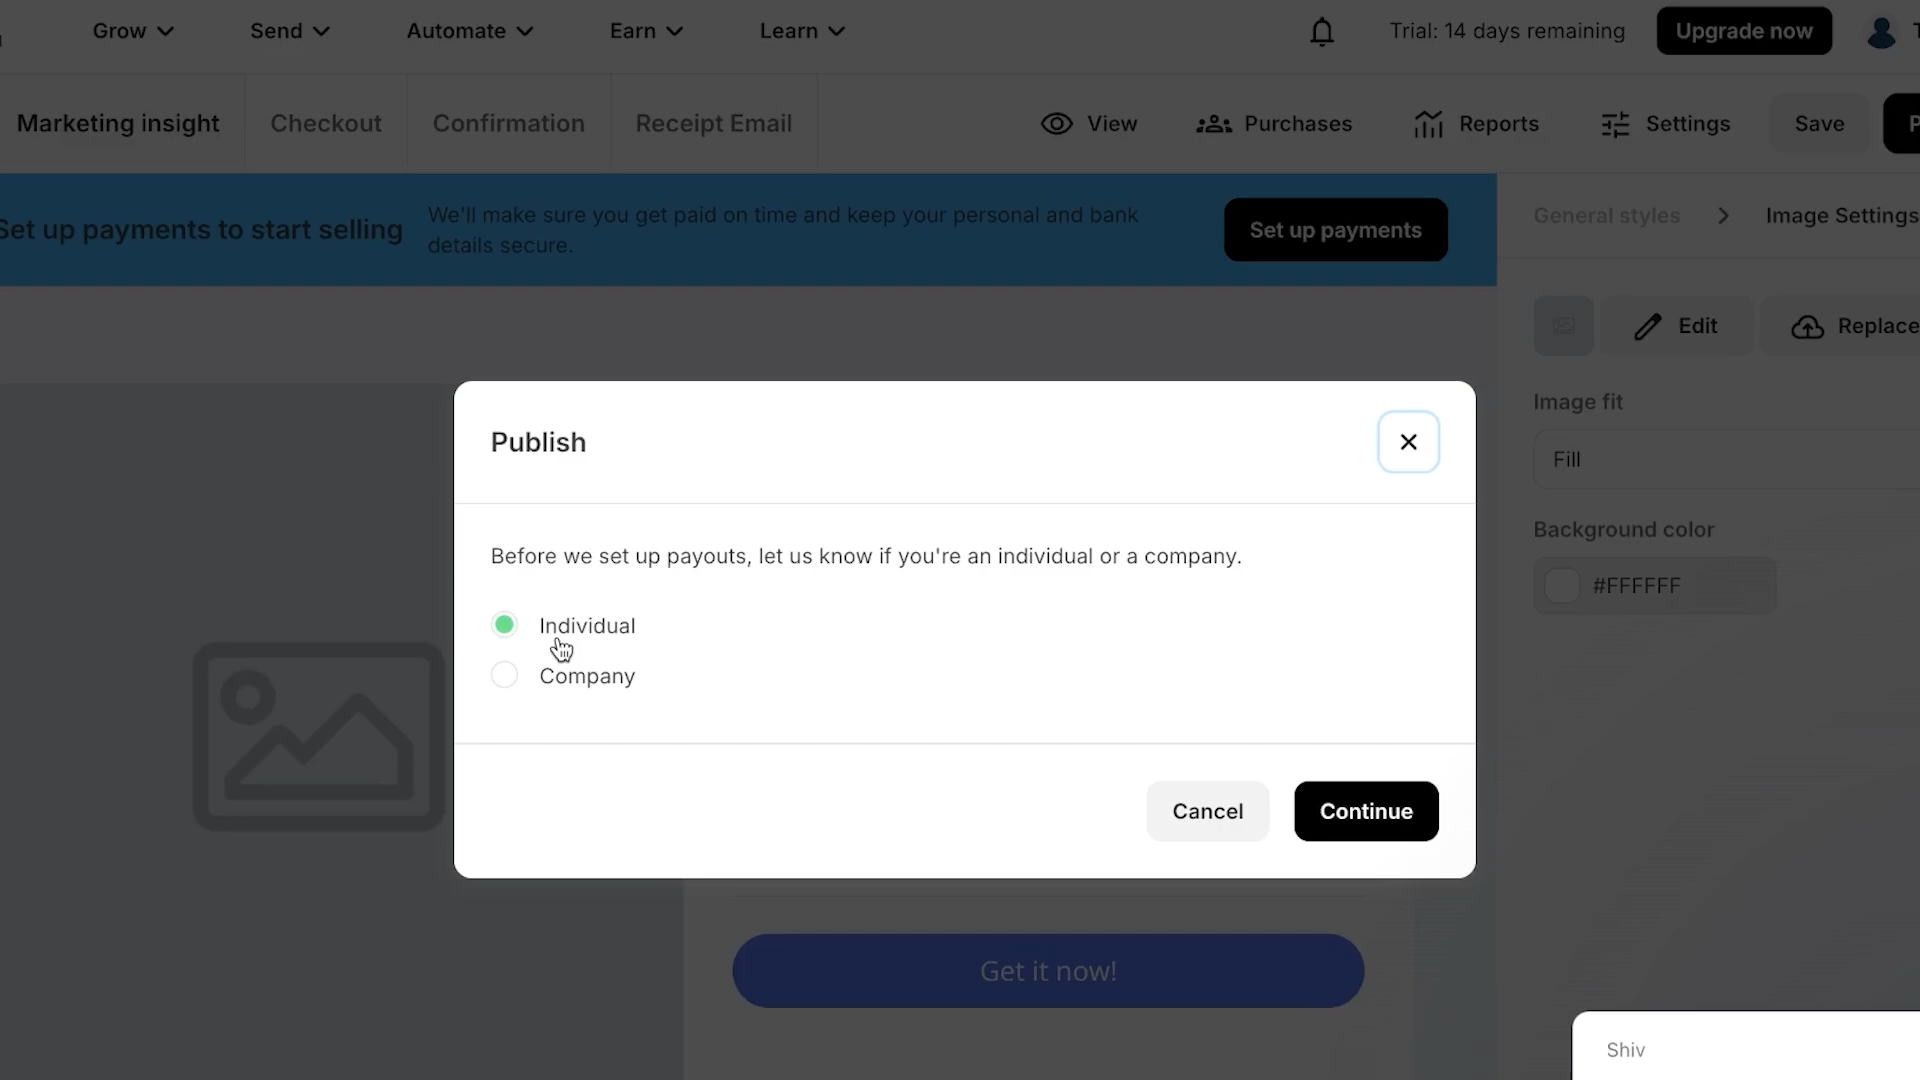 Grow
Send
Automate
Earn
Learn
Trial: 14 days remaining
Upgrade now
Marketing insight
Checkout
Confirmation
Receipt Email
View
Purchases
Reports
Settings
Save
Set up payments to start selling
We'll make sure you get paid on time and keep your personal and bank
details secure.
Set up payments
General styles
Image Settings
Edit
Replace
Image fit
Fill
Background color
#FFFFFF
Publish
Before we set up payouts, let us know if you're an individual or a company.
Individual
Company
Cancel
Continue
Get it now!
Shiv